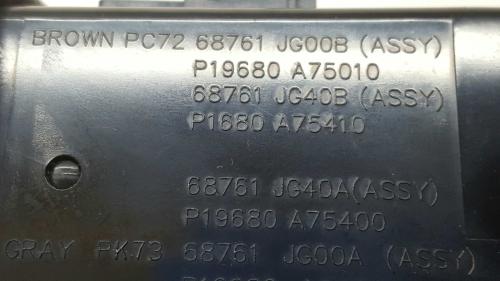 BROWN PC72 68761 JG00B (ASSY)
P19680 A75010
68761 JG40B (ASSY)
P1680 A75410
68761 JG40A(ASSY)
P19680 A75400
GRAY PK73 68761 JG00A (ASSY)